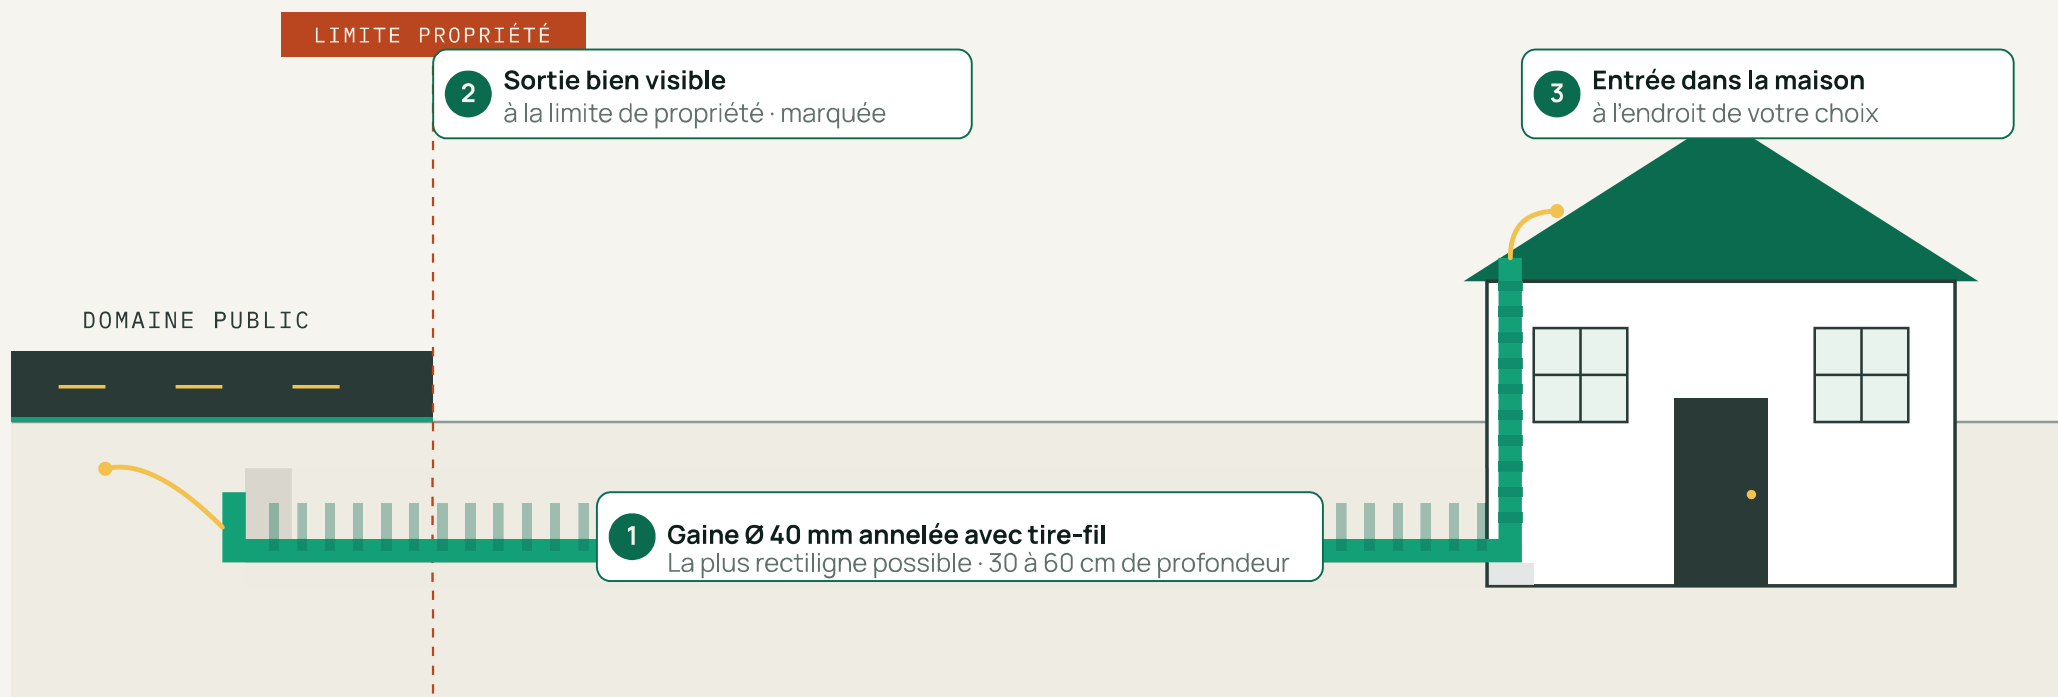 LIMITE PROPRIÉTÉ
2
Sortie bien visible
à la limite de propriété · marquée
3
Entrée dans la maison
à l'endroit de votre choix
DOMAINE PUBLIC
1
Gaine Ø 40 mm annelée avec tire-fil
La plus rectiligne possible · 30 à 60 cm de profondeur